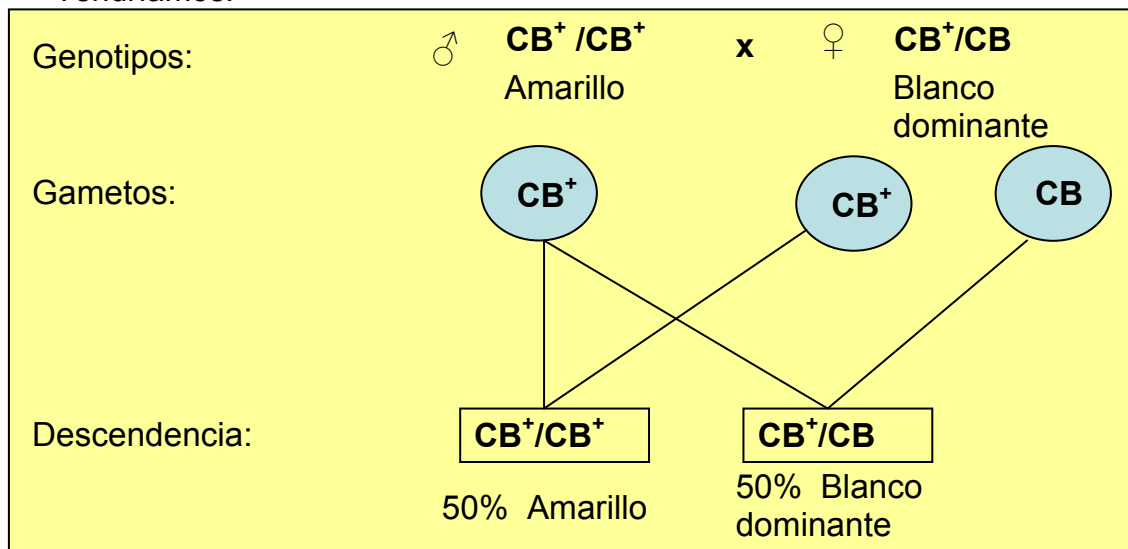 Genotipos: ♂ CB⁺ /CB⁺ x ♀ CB⁺/CB
Amarillo Blanco
dominante
Gametos: CB⁺ CB⁺ CB
Descendencia: CB⁺/CB⁺ CB⁺/CB
50% Amarillo 50% Blanco
dominante